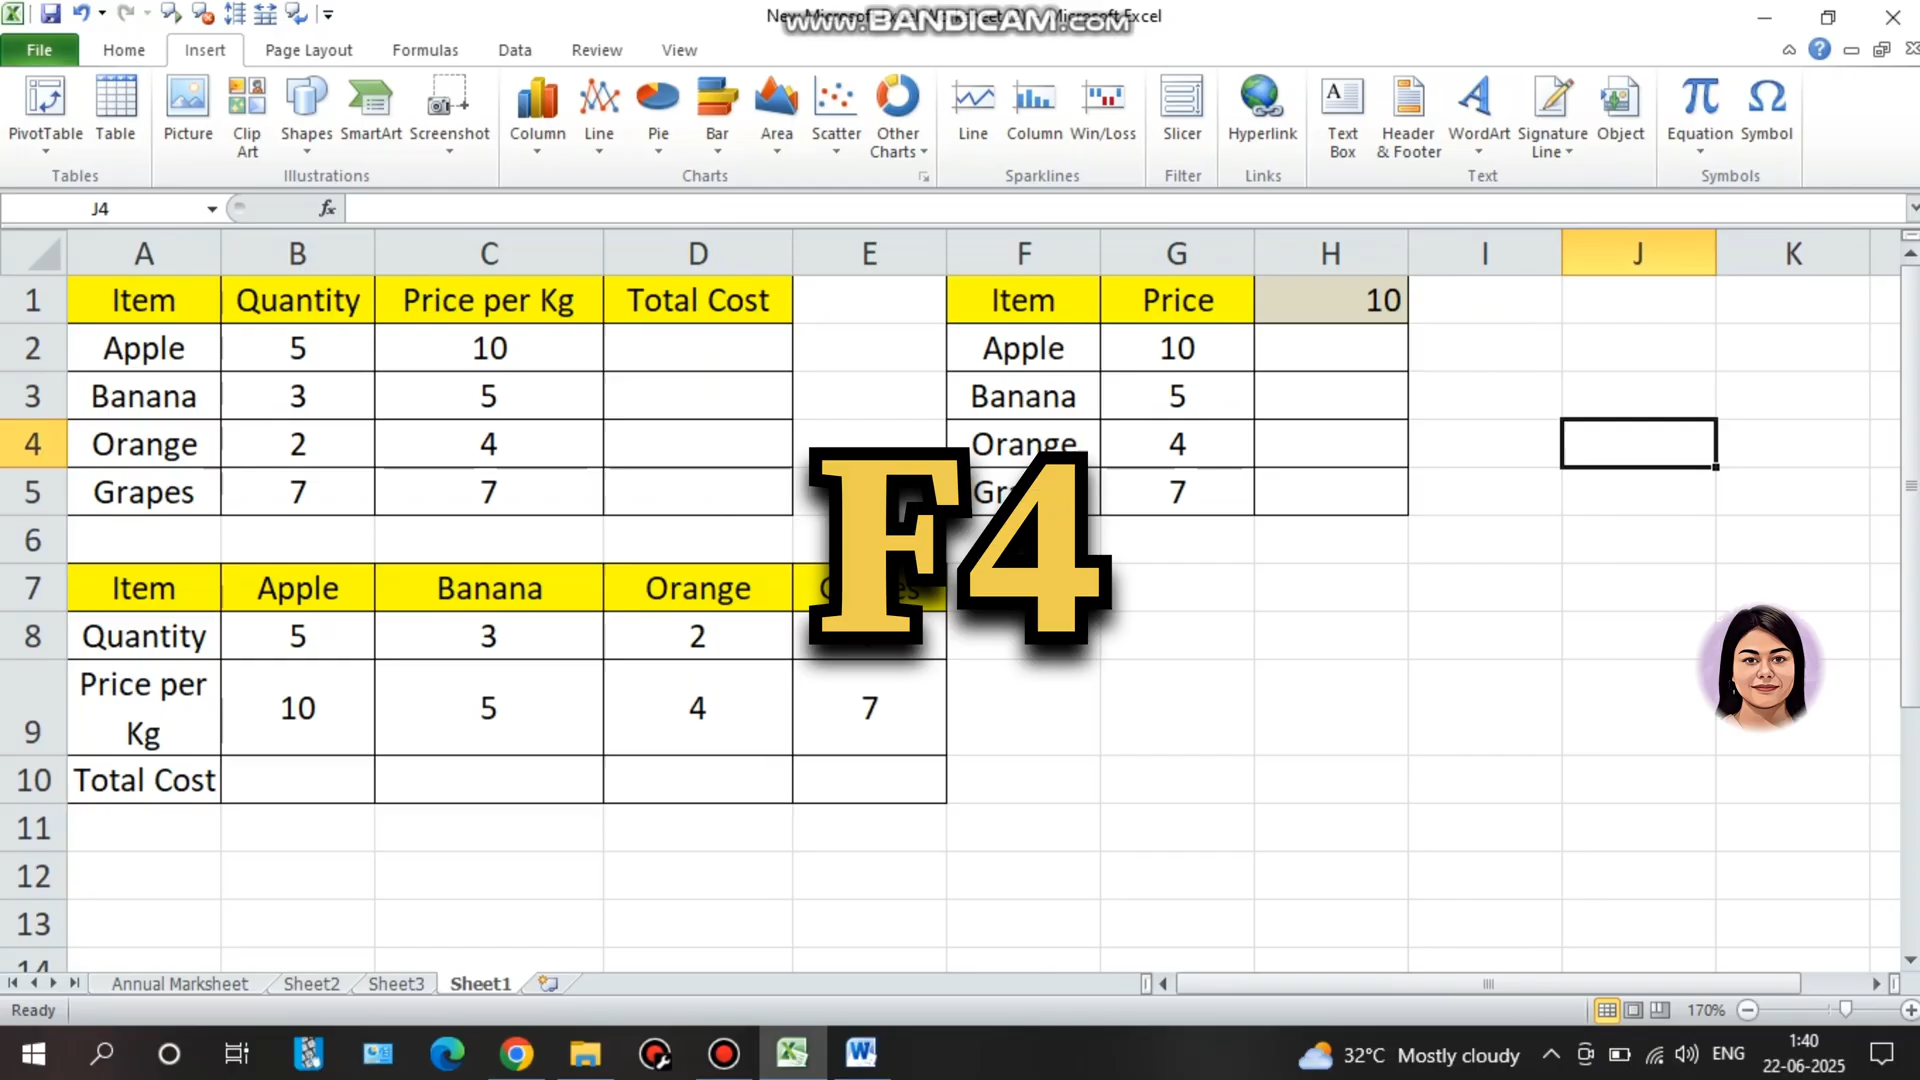 www.BANDICAM.com
Microsoft Excel
File Home Insert Page Layout Formulas Data Review View
PivotTable Table Picture Clip Art Shapes SmartArt Screenshot Column Line Pie Bar Area Scatter Other Charts Line Column Win/Loss Slicer Hyperlink Text Box Header & Footer WordArt Signature Line Object Equation Symbol
Tables Illustrations Charts Sparklines Filter Links Text Symbols
J4 fx
A B C D E F G H I J K
1 Item Quantity Price per Kg Total Cost Item Price 10
2 Apple 5 10 Apple 10
3 Banana 3 5 Banana 5
4 Orange 2 4 Orange 4
5 Grapes 7 7 7
F4
6
7 Item Apple Banana Orange
8 Quantity 5 3 2
9 Price per Kg 10 5 4 7
10 Total Cost
11
12
13
14
Annual Marksheet Sheet2 Sheet3 Sheet1
Ready 170%
32°C Mostly cloudy ENG 1:40
22-06-2025